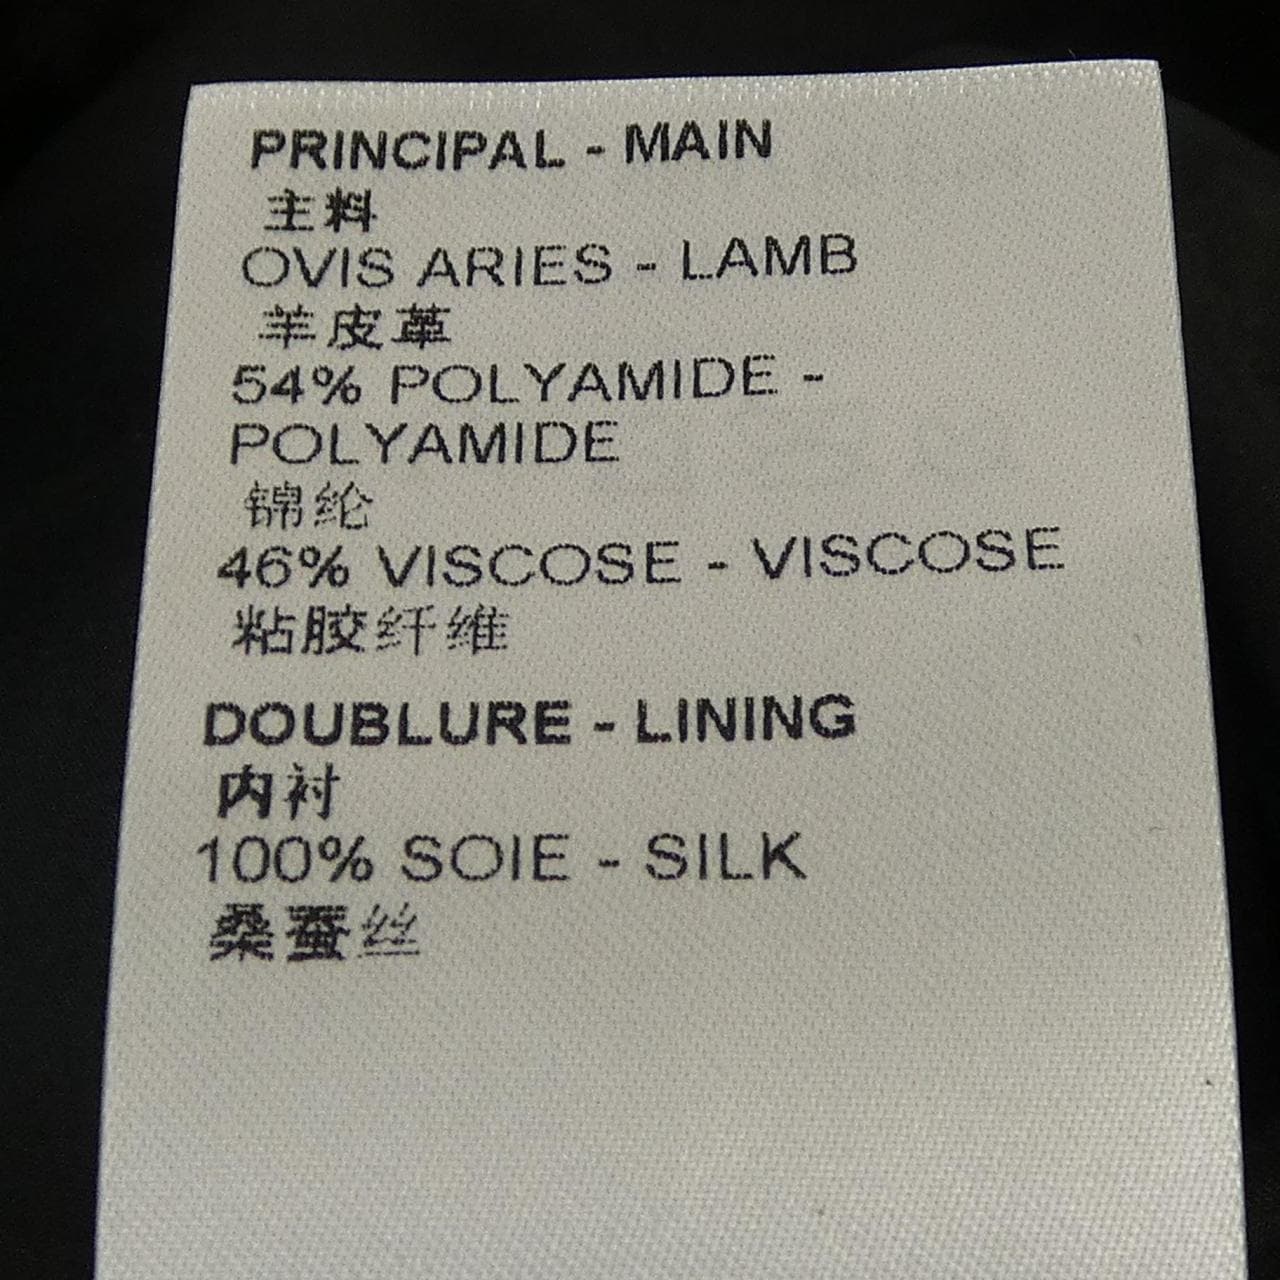 PRINCIPAL - MAIN
主料
OVIS ARIES - LAMB
羊皮革
54% POLYAMIDE -
POLYAMIDE
锦纶
46% VISCOSE - VISCOSE
粘胶纤维
DOUBLURE - LINING
内衬
100% SOIE - SILK
桑蚕丝